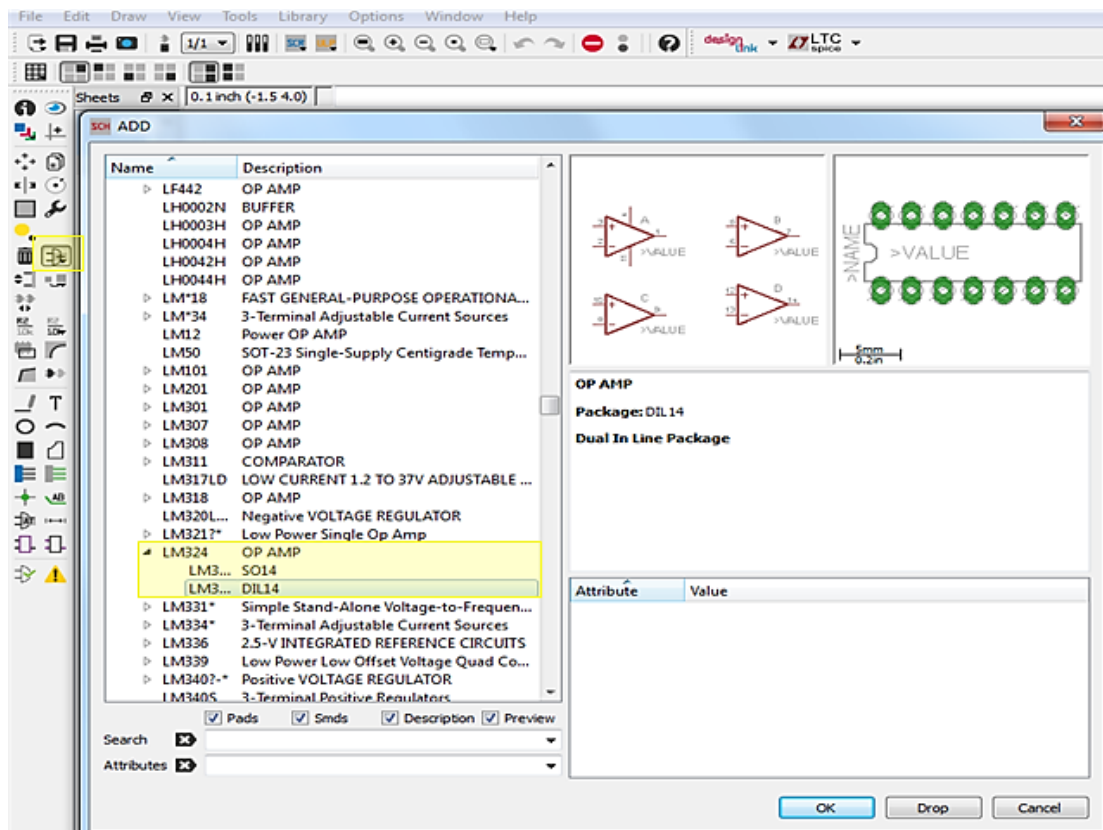 File Edit Draw View Tools Library Options Window Help
1/1 SCR ULP design link LTC spice
Sheets 0.1 inch (-1.5 4.0)
SCH ADD
Name Description
LF442 OP AMP
LH0002N BUFFER
LH0003H OP AMP
LH0004H OP AMP
LH0042H OP AMP
LH0044H OP AMP
LM*18 FAST GENERAL-PURPOSE OPERATIONA...
LM*34 3-Terminal Adjustable Current Sources
LM12 Power OP AMP
LM50 SOT-23 Single-Supply Centigrade Temp...
LM101 OP AMP
LM201 OP AMP
LM301 OP AMP
LM307 OP AMP
LM308 OP AMP
LM311 COMPARATOR
LM317LD LOW CURRENT 1.2 TO 37V ADJUSTABLE ...
LM318 OP AMP
LM320L... Negative VOLTAGE REGULATOR
LM321?* Low Power Single Op Amp
LM324 OP AMP
LM3... SO14
LM3... DIL14
LM331* Simple Stand-Alone Voltage-to-Frequen...
LM334* 3-Terminal Adjustable Current Sources
LM336 2.5-V INTEGRATED REFERENCE CIRCUITS
LM339 Low Power Low Offset Voltage Quad Co...
LM340?-* Positive VOLTAGE REGULATOR
LM340S 3-Terminal Positive Regulators
Pads Smds Description Preview
Search
Attributes
A B
>VALUE >VALUE
C D
>VALUE >VALUE
>NAME
>VALUE
5mm
0.2in
OP AMP
Package: DIL14
Dual In Line Package
Attribute Value
OK Drop Cancel